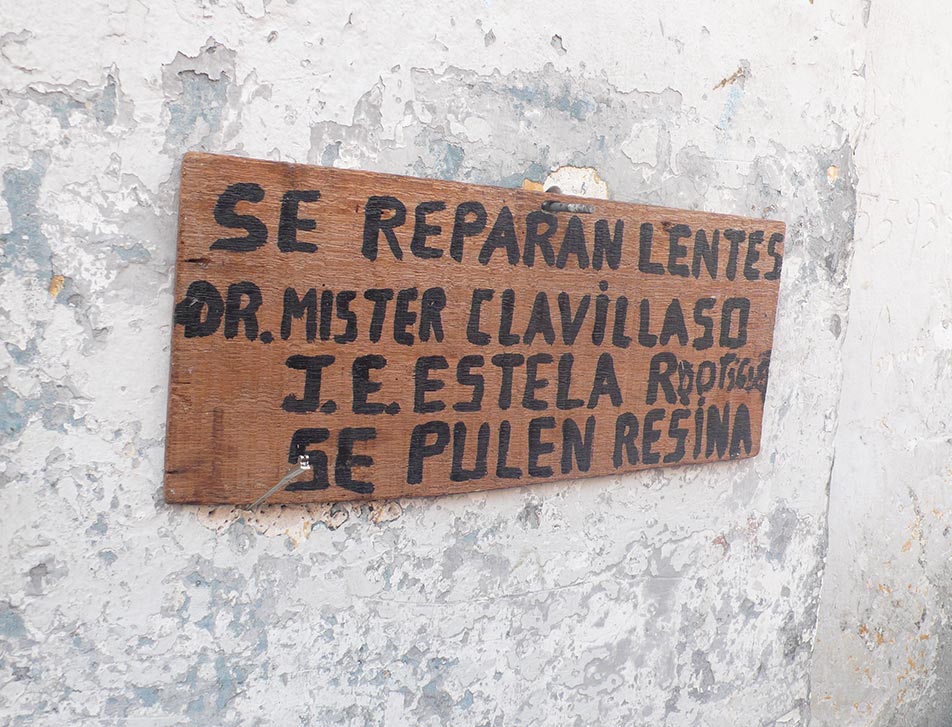 SE REPARAN LENTES
DR. MISTER CLAVILLASO
J.E. ESTELA
SE PULEN RESINA